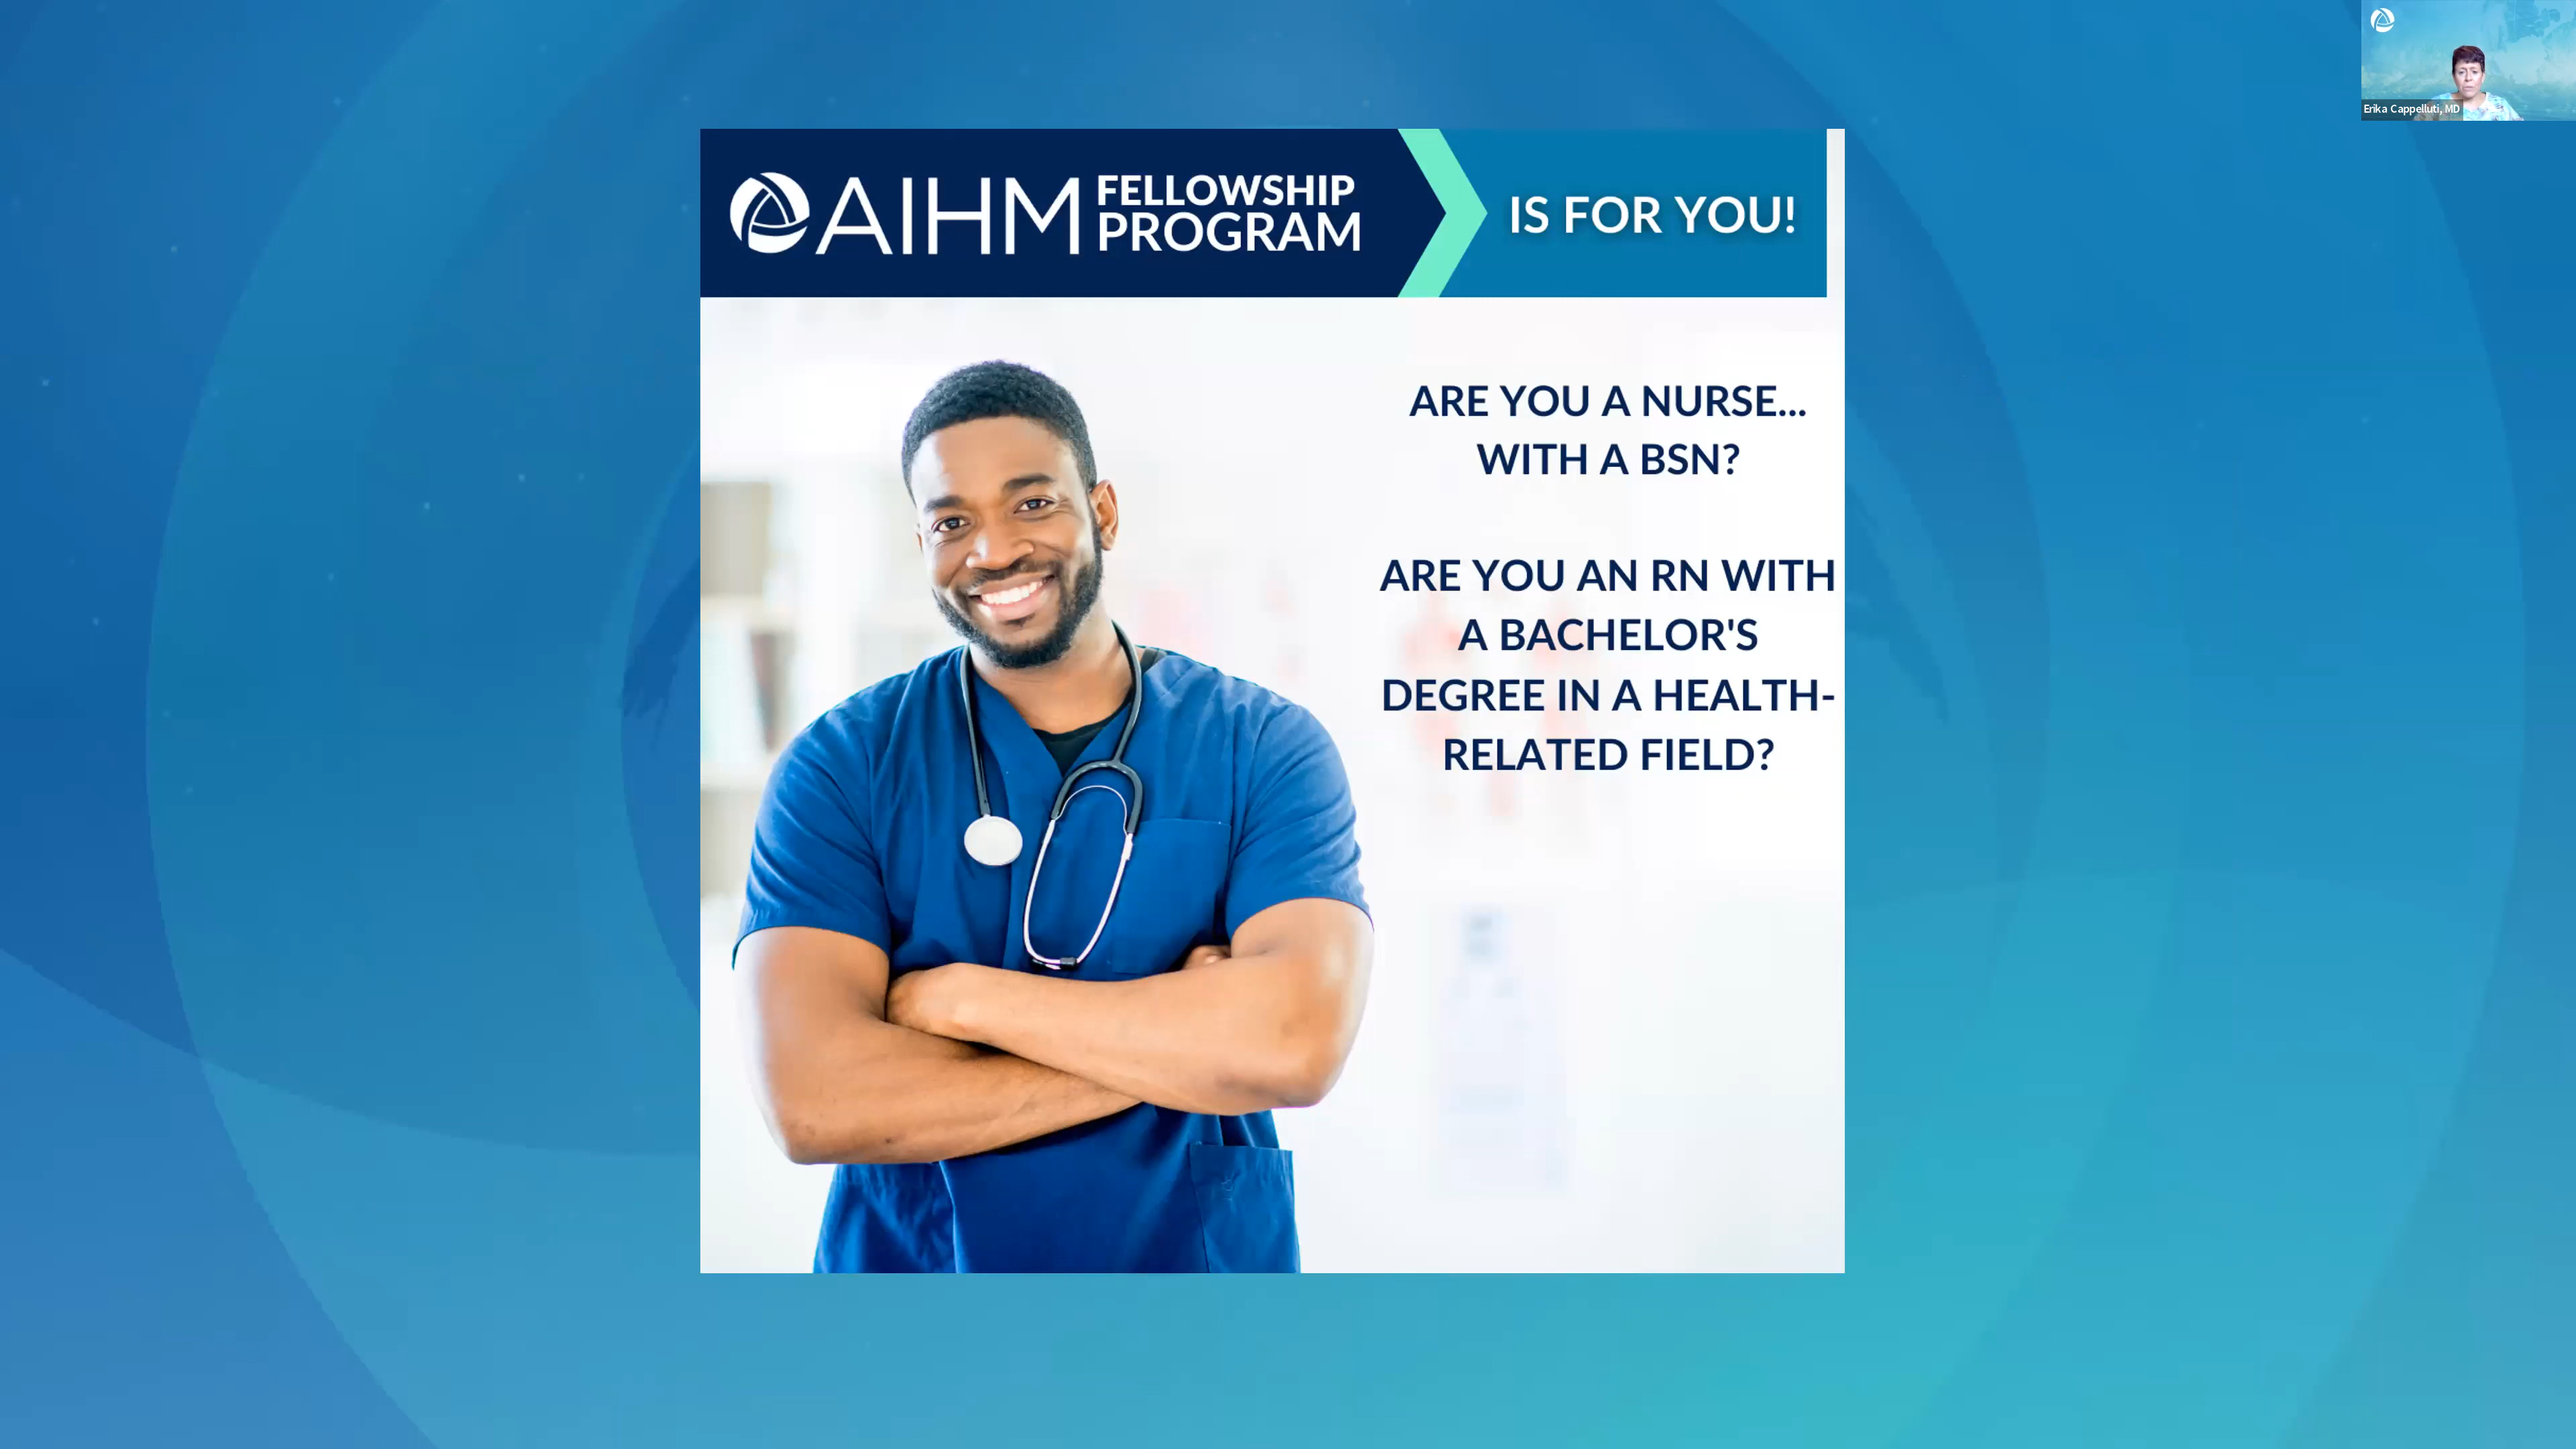 AIHM FELLOWSHIP PROGRAM
IS FOR YOU!
ARE YOU A NURSE...
WITH A BSN?
ARE YOU AN RN WITH
A BACHELOR'S
DEGREE IN A HEALTH-
RELATED FIELD?
Erika Cappelluti, MD